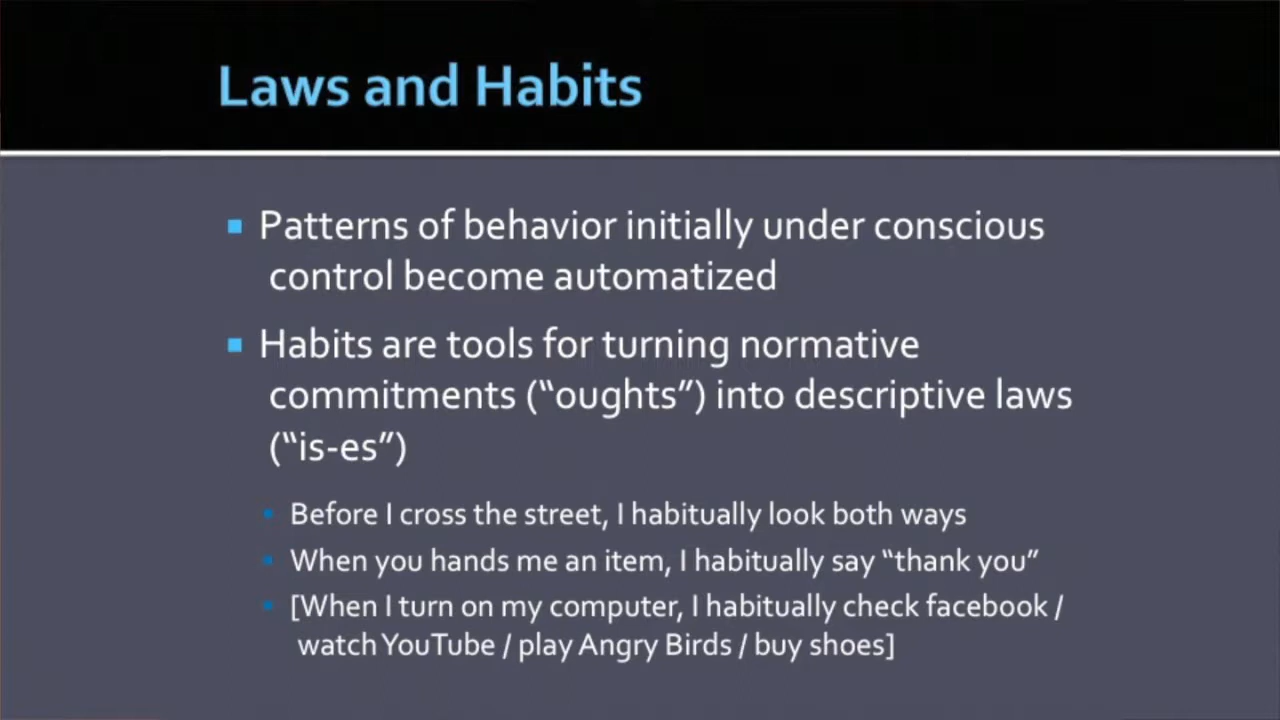 Laws and Habits
Patterns of behavior initially under conscious
control become automatized
Habits are tools for turning normative
commitments (“oughts”) into descriptive laws
(“is-es”)
Before I cross the street, I habitually look both ways
When you hands me an item, I habitually say “thank you”
[When I turn on my computer, I habitually check facebook /
watch YouTube / play Angry Birds / buy shoes]